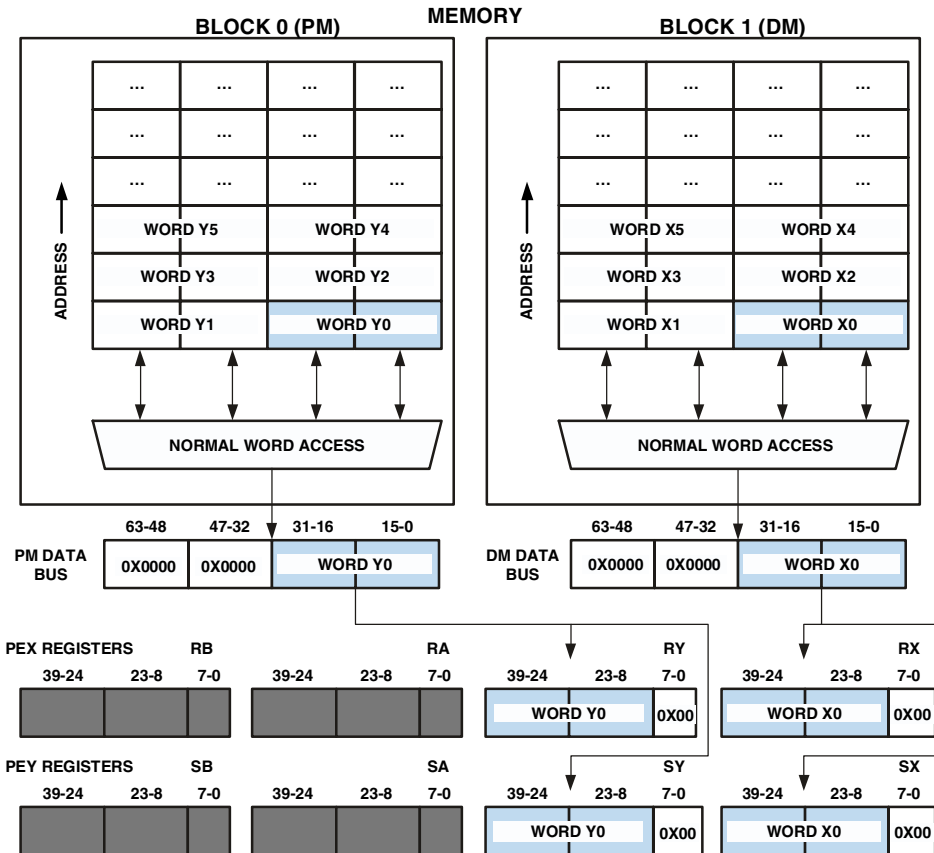 MEMORY
BLOCK 0 (PM) BLOCK 1 (DM)
... ... ... ... ... ... ... ...
... ... ... ... ... ... ... ...
... ... ... ... ... ... ... ...
ADDRESS ADDRESS
WORD Y5 WORD Y4 WORD X5 WORD X4
WORD Y3 WORD Y2 WORD X3 WORD X2
WORD Y1 WORD Y0 WORD X1 WORD X0
NORMAL WORD ACCESS NORMAL WORD ACCESS
63-48 47-32 31-16 15-0 63-48 47-32 31-16 15-0
PM DATA BUS 0X0000 0X0000 WORD Y0 DM DATA BUS 0X0000 0X0000 WORD X0
PEX REGISTERS RB RA RY RX
39-24 23-8 7-0 39-24 23-8 7-0 39-24 23-8 7-0 39-24 23-8 7-0
WORD Y0 0X00 WORD X0 0X00
PEY REGISTERS SB SA SY SX
39-24 23-8 7-0 39-24 23-8 7-0 39-24 23-8 7-0 39-24 23-8 7-0
WORD Y0 0X00 WORD X0 0X00